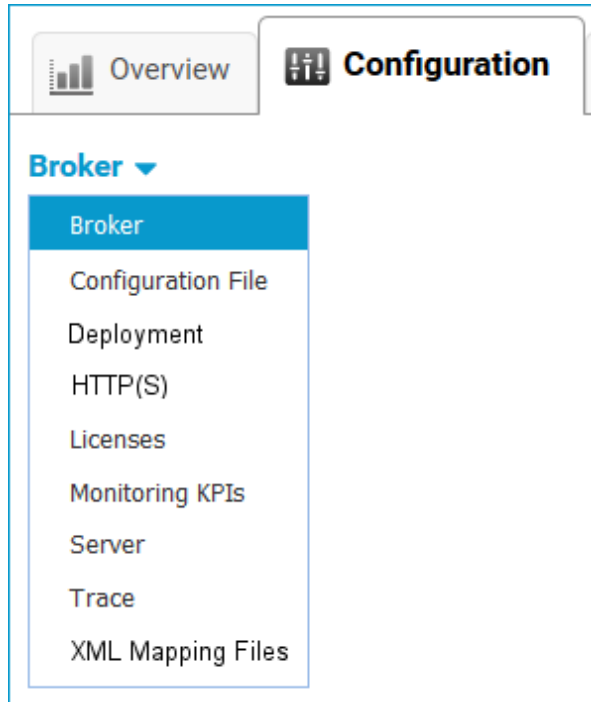 Overview
Configuration
Broker
Broker
Configuration File
Deployment
HTTP(S)
Licenses
Monitoring KPIs
Server
Trace
XML Mapping Files